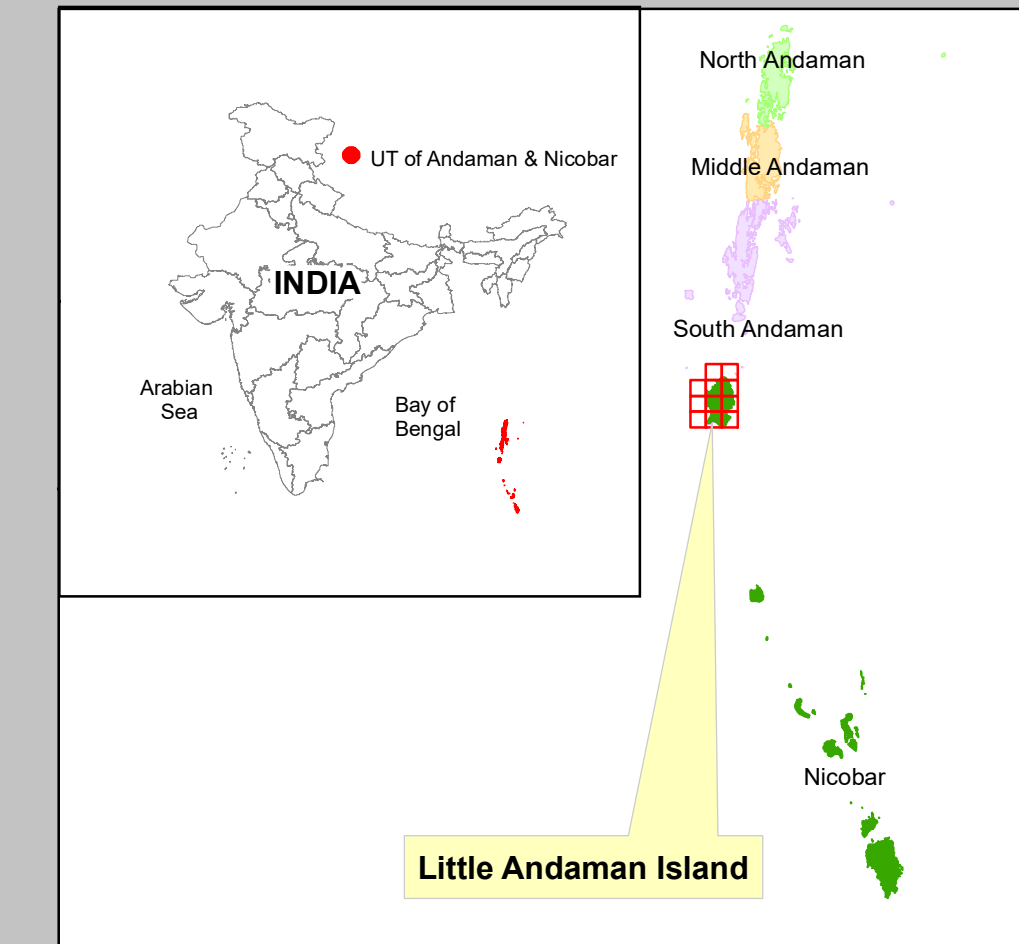 North Andaman
UT of Andaman & Nicobar
Middle Andaman
INDIA
South Andaman
Arabian
Sea
Bay of
Bengal
Nicobar
Little Andaman Island